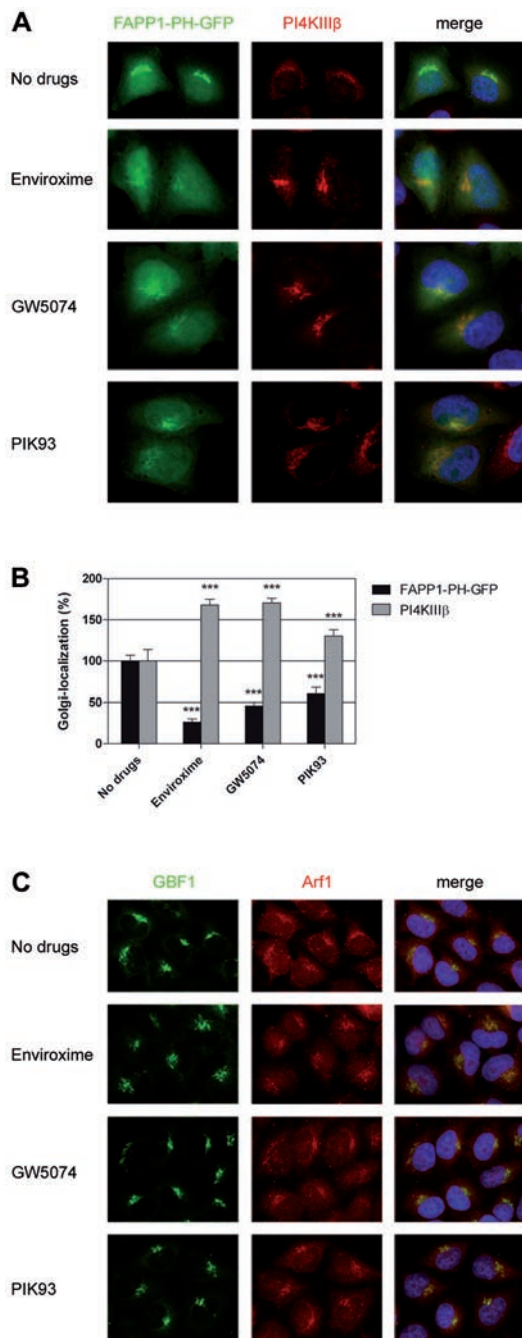 A
FAPP1-PH-GFP PI4KIIIβ merge
No drugs
Enviroxime
GW5074
PIK93
B
Golgi-localization (%)
200
150
100
50
0
*** *** *** *** *** ***
FAPP1-PH-GFP
PI4KIIIβ
No drugs
Enviroxime
GW5074
PIK93
C
GBF1 Arf1 merge
No drugs
Enviroxime
GW5074
PIK93